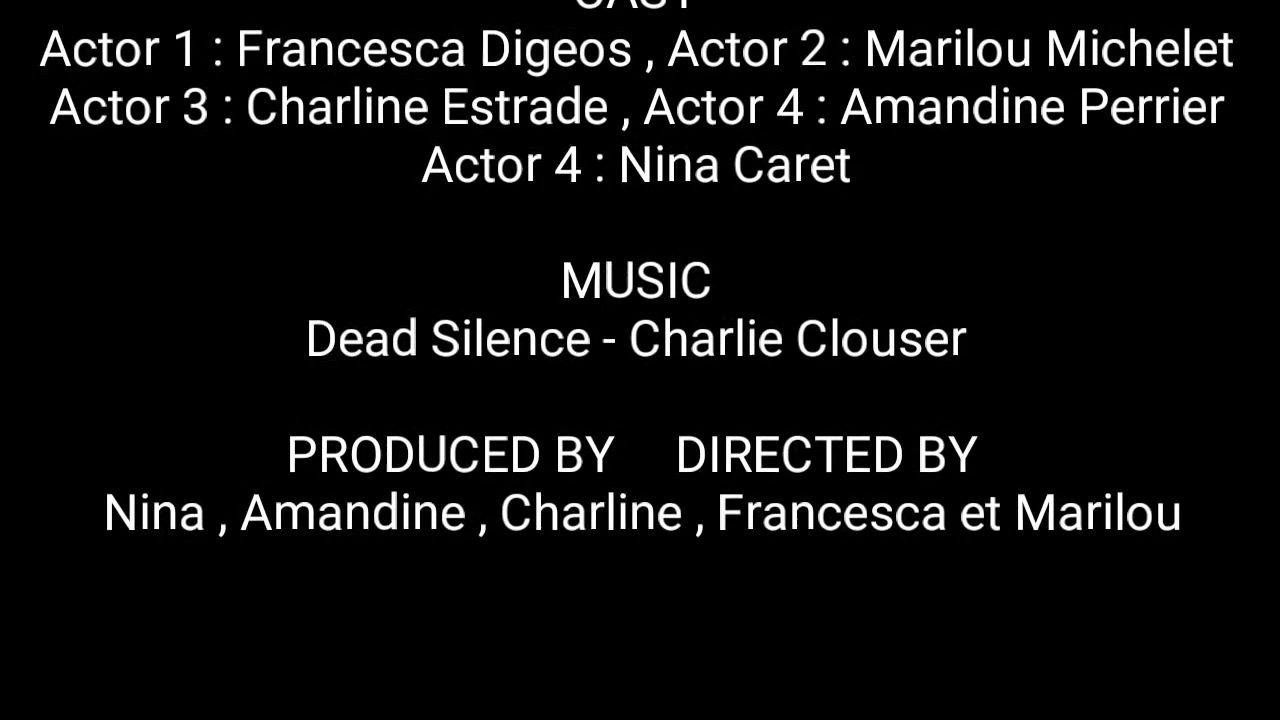 CAST
Actor 1 : Francesca Digeos , Actor 2 : Marilou Michelet
Actor 3 : Charline Estrade , Actor 4 : Amandine Perrier
Actor 4 : Nina Caret
MUSIC
Dead Silence - Charlie Clouser
PRODUCED BY DIRECTED BY
Nina , Amandine , Charline , Francesca et Marilou